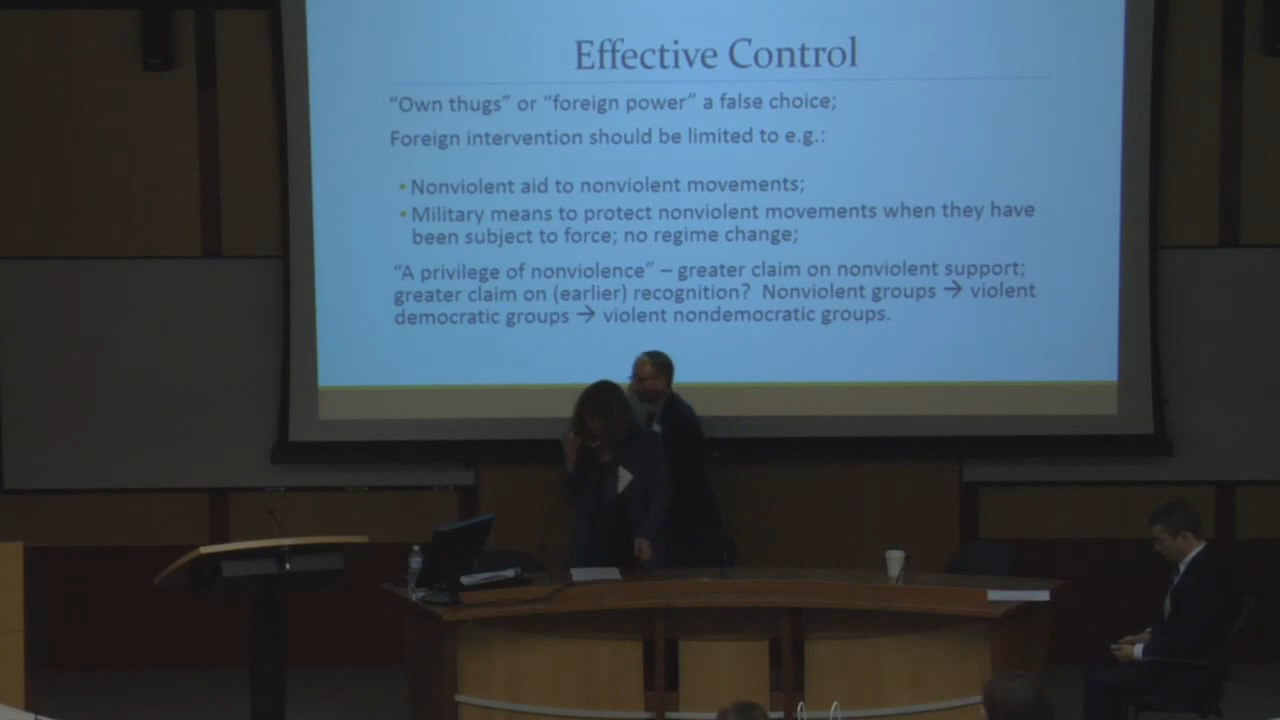 Effective Control
“Own thugs” or “foreign power” a false choice;
Foreign intervention should be limited to e.g.:
• Nonviolent aid to nonviolent movements;
• Military means to protect nonviolent movements when they have
been subject to force; no regime change;
“A privilege of nonviolence” – greater claim on nonviolent support;
greater claim on (earlier) recognition? Nonviolent groups → violent
democratic groups → violent nondemocratic groups.